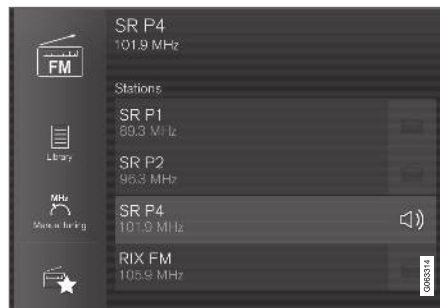 FM
Library
MHz
Manual tuning
SR P4
101.9 MHz
Stations
SR P1
89.3 MHz
SR P2
96.3 MHz
SR P4
101.9 MHz
RIX FM
105.9 MHz
G063314